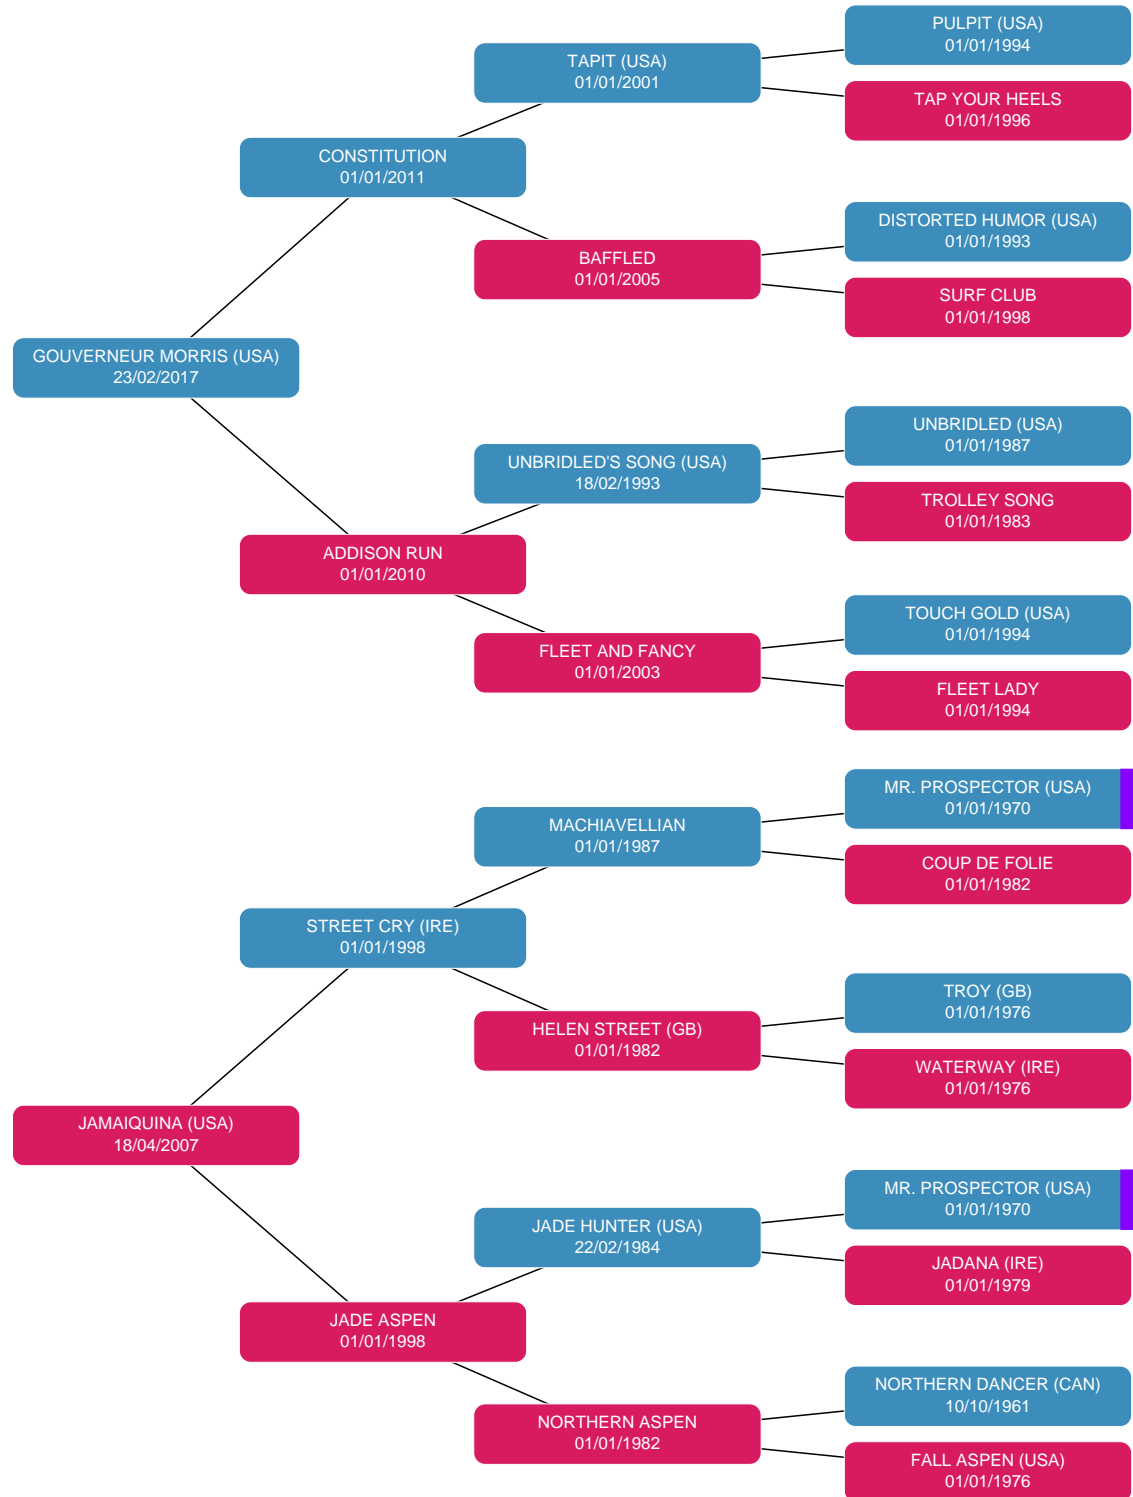 PULPIT (USA)
01/01/1994
TAPIT (USA)
01/01/2001
TAP YOUR HEELS
01/01/1996
CONSTITUTION
01/01/2011
DISTORTED HUMOR (USA)
01/01/1993
BAFFLED
01/01/2005
SURF CLUB
01/01/1998
GOUVERNEUR MORRIS (USA)
23/02/2017
UNBRIDLED (USA)
01/01/1987
UNBRIDLED'S SONG (USA)
18/02/1993
TROLLEY SONG
01/01/1983
ADDISON RUN
01/01/2010
TOUCH GOLD (USA)
01/01/1994
FLEET AND FANCY
01/01/2003
FLEET LADY
01/01/1994
MR. PROSPECTOR (USA)
01/01/1970
MACHIAVELLIAN
01/01/1987
COUP DE FOLIE
01/01/1982
STREET CRY (IRE)
01/01/1998
TROY (GB)
01/01/1976
HELEN STREET (GB)
01/01/1982
WATERWAY (IRE)
01/01/1976
JAMAIQUINA (USA)
18/04/2007
MR. PROSPECTOR (USA)
01/01/1970
JADE HUNTER (USA)
22/02/1984
JADANA (IRE)
01/01/1979
JADE ASPEN
01/01/1998
NORTHERN DANCER (CAN)
10/10/1961
NORTHERN ASPEN
01/01/1982
FALL ASPEN (USA)
01/01/1976